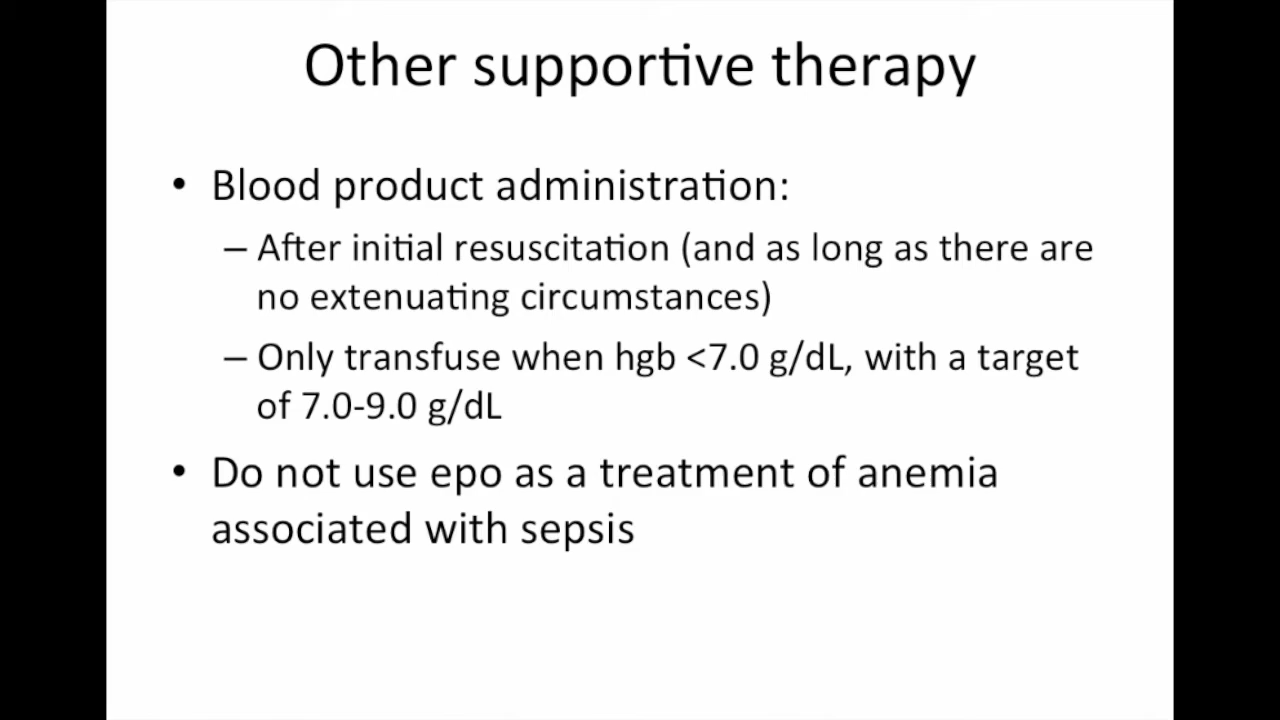 Other supportive therapy
• Blood product administration:
– After initial resuscitation (and as long as there are
no extenuating circumstances)
– Only transfuse when hgb <7.0 g/dL, with a target
of 7.0-9.0 g/dL
• Do not use epo as a treatment of anemia
associated with sepsis